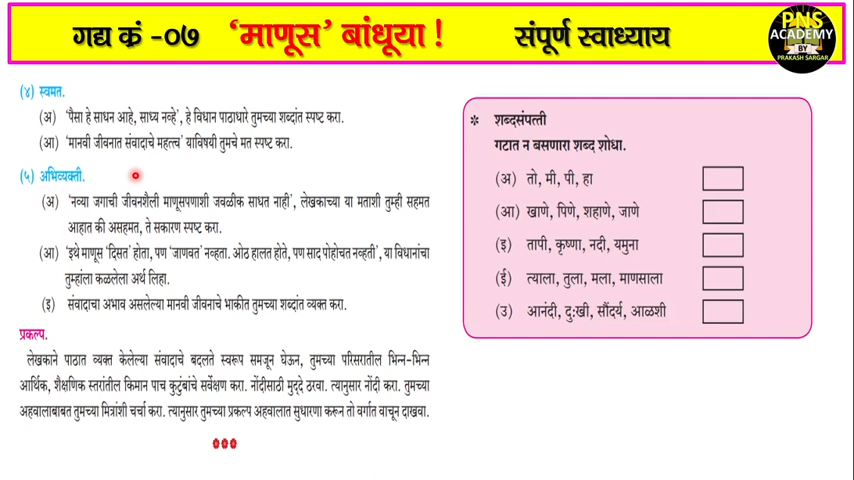 गद्य क्रं -०७ ‘माणूस’ बांधूया ! संपूर्ण स्वाध्याय
PNS
ACADEMY
BY
PRAKASH SARGAR
(४) स्वमत.
(अ) ‘पैसा हे साधन आहे, साध्य नव्हे’, हे विधान पाठाधारे तुमच्या शब्दांत स्पष्ट करा.
(आ) ‘मानवी जीवनात संवादाचे महत्त्व’ याविषयी तुमचे मत स्पष्ट करा.
(५) अभिव्यक्ती.
(अ) ‘नव्या जगाची जीवनशैली माणूसपणाशी जवळीक साधत नाही’, लेखकाच्या या मताशी तुम्ही सहमत
आहात की असहमत, ते सकारण स्पष्ट करा.
(आ) ‘इथे माणूस ‘दिसत’ होता, पण ‘जाणवत’ नव्हता. ओठ हालत होते, पण साद पोहोचत नव्हती’, या विधानांचा
तुम्हांला कळलेला अर्थ लिहा.
(इ) संवादाचा अभाव असलेल्या मानवी जीवनाचे भाकीत तुमच्या शब्दांत व्यक्त करा.
प्रकल्प.
लेखकाने पाठात व्यक्त केलेल्या संवादाचे बदलते स्वरूप समजून घेऊन, तुमच्या परिसरातील भिन्न-भिन्न
आर्थिक, शैक्षणिक स्तरांतील किमान पाच कुटुंबांचे सर्वेक्षण करा. नोंदीसाठी मुद्दे ठरवा. त्यानुसार नोंदी करा. तुमच्या
अहवालाबाबत तुमच्या मित्रांशी चर्चा करा. त्यानुसार तुमच्या प्रकल्प अहवालात सुधारणा करून तो वर्गात वाचून दाखवा.
* शब्दसंपत्ती
गटात न बसणारा शब्द शोधा.
(अ) तो, मी, पी, हा
(आ) खाणे, पिणे, शहाणे, जाणे
(इ) तापी, कृष्णा, नदी, यमुना
(ई) त्याला, तुला, मला, माणसाला
(उ) आनंदी, दुःखी, सौंदर्य, आळशी